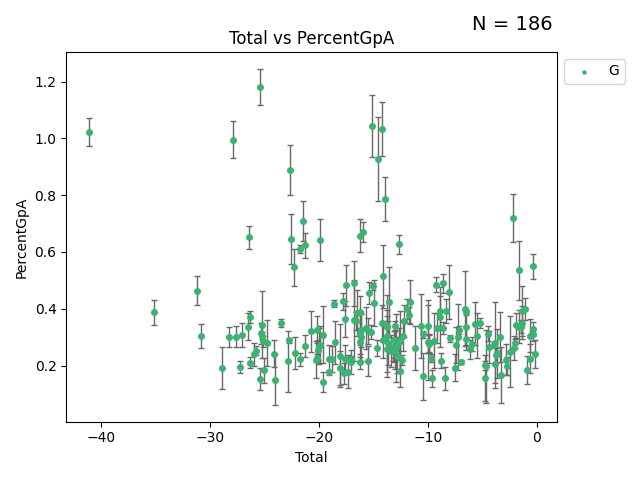 N = 186
Total vs PercentGpA
G
PercentGpA
1.2
1.0
0.8
0.6
0.4
0.2
−40 −30 −20 −10 0
Total